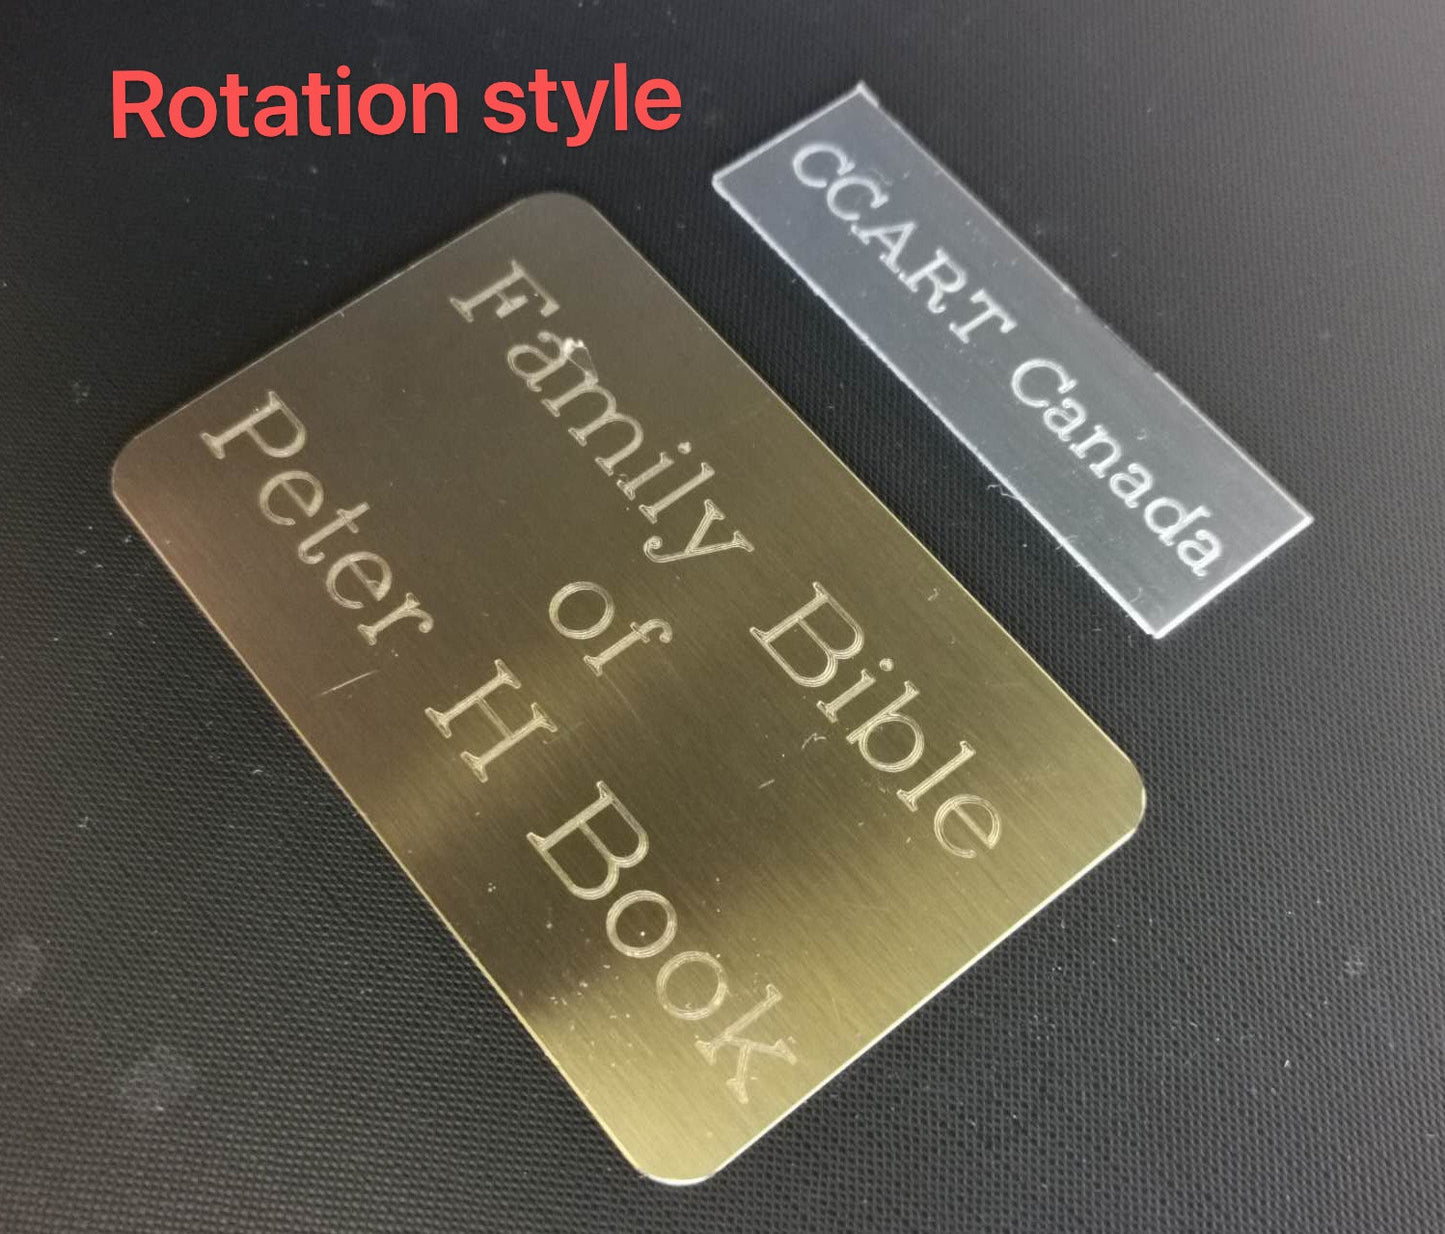 Rotation style
CCART Canada
Family Bible
of
Peter H Book